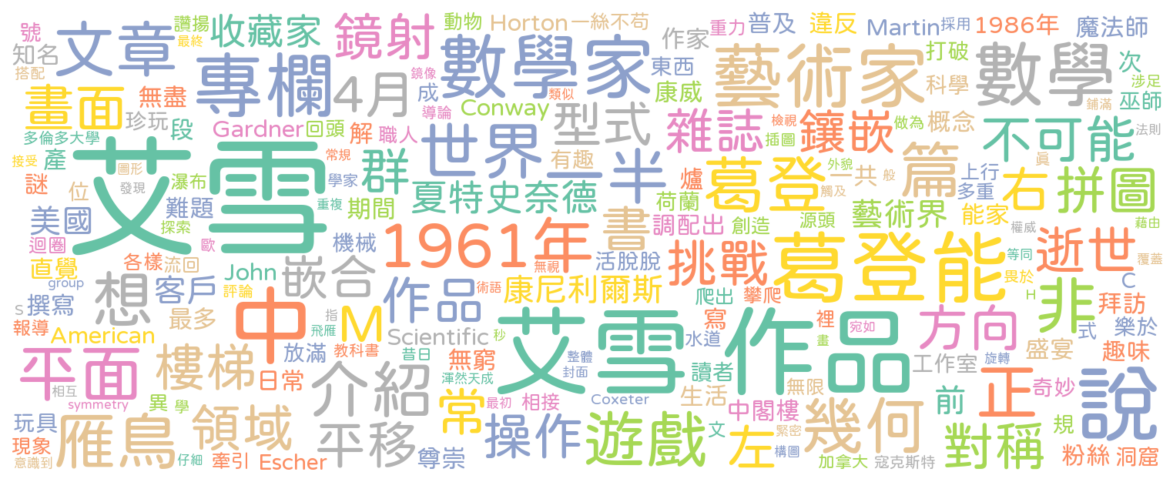 號 文章 讚揚 最終 收藏家 鏡射 動物 Horton 一絲不苟 作家 重力 普及 違反 Martin 採用 1986年 魔法師
知名 搭配 專欄 4月 鏡像 數學家 東西 藝術家 打破 科學 數學 次 涉足
畫面 無盡 珍玩 段 成 導論 Conway 類似 型式 康威 雜誌 檢視 鑲嵌 做為 概念 巫師 鋪滿
多倫多大學 Gardner 回頭 解 職人 世界 一 有趣 半 插圖 不可能 法則
接受 產 艾雪 圖形 常規 群 葛登 外貌 共 般 篇 上行 眞 拼圖
謎 位 發現 瀑布 學家 夏特史奈德 爐 荷蘭 觸及 多重 右
美國 難題 探索 重複 期間 書 調配出 創造 源頭 藝術界 能家 權威 藉由
迴圈 歐 機械 1961年 無視 活脫脫 挑戰 葛登能 等同 逝世 覆蓋
直覺 各樣 流回 John 嵌合 術語 畏於 C
group 撰寫 想 客戶 評論 作品 康尼利爾斯 爬出 攀爬 H 非 拜訪
S 報導 最多 中 指 M Scientific 秒 艾雪 寫 作品 裡 宛如 方向 式 樂於
American 飛雁 教科書 昔日 水道 畫 盛宴 趣味
平面 相互 樓梯 放滿 日常 介紹 無窮 渾然天成 整體 封面 讀者 工作室 旋轉 正 奇妙 說
symmetry 異 學 常 最初 相接 Coxeter 生活 無限 中閣樓 幾何 前
玩具 雁鳥 領域 平移 操作 遊戲 文 左 緊密 對稱 規
現象 意識到 仔細 牽引 Escher 尊崇 構圖 加拿大 寇克斯特 粉絲 洞窟